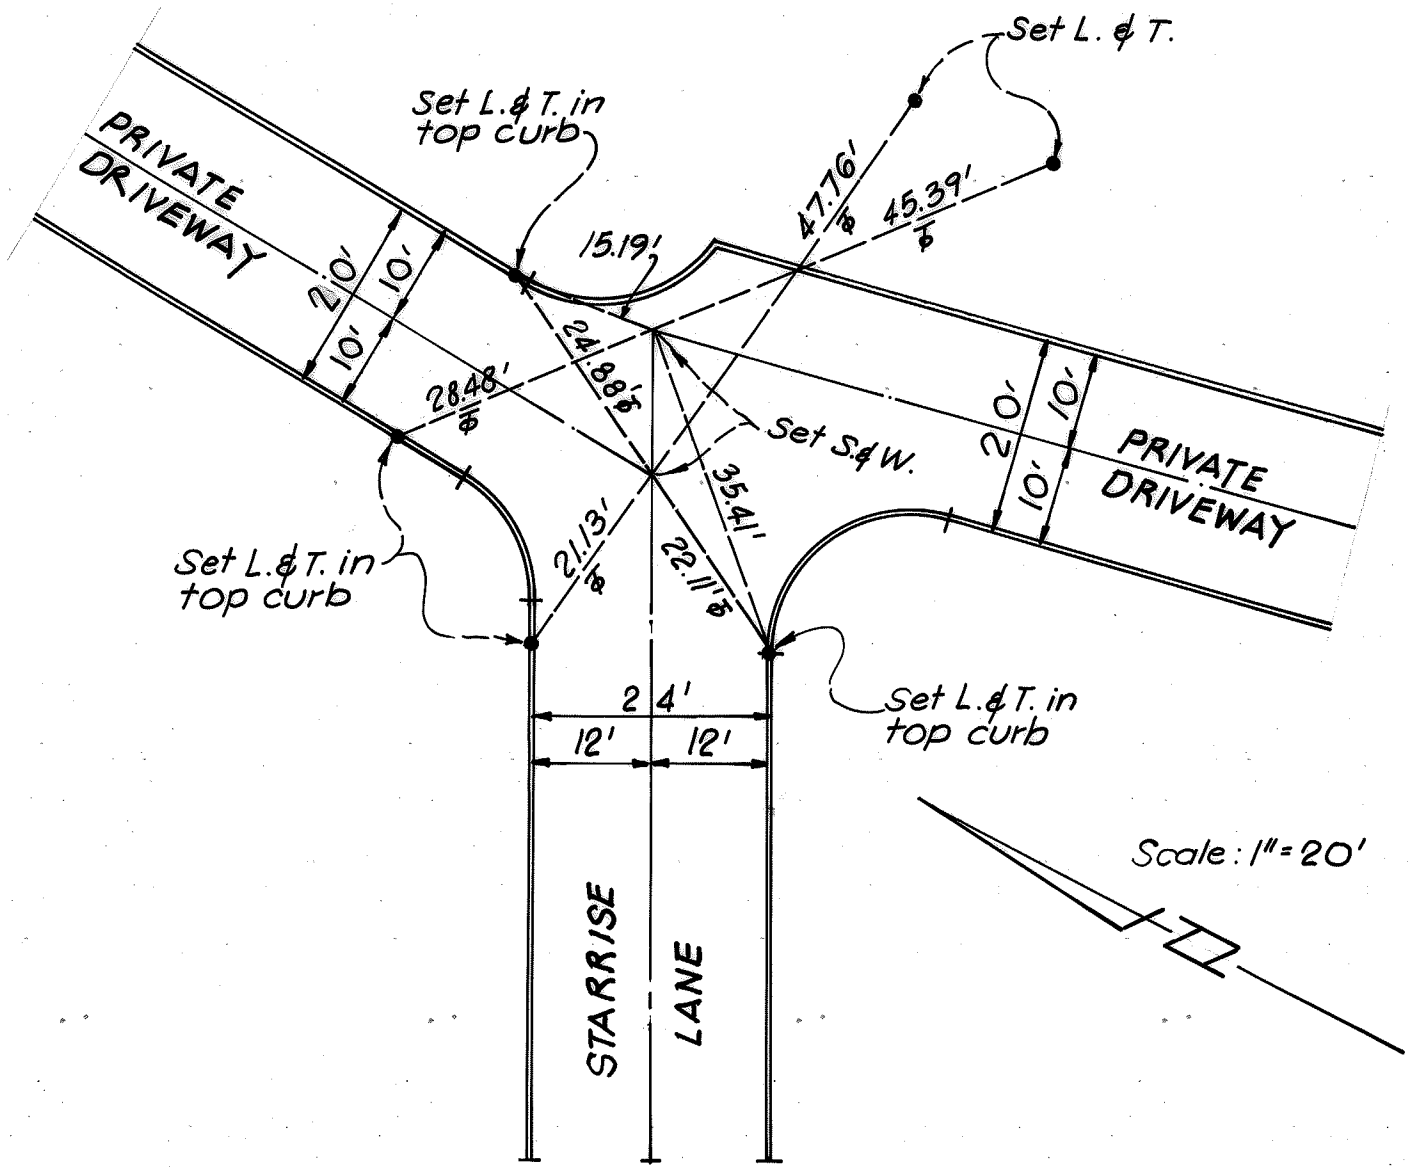 Set L. & T.
Set L. & T. in
top curb
PRIVATE
DRIVEWAY
47.76'
45.39'
15.19'
20'
10'
10'
24.88'
28.48'
Set S. & W.
35.41'
20'
10'
10'
PRIVATE
DRIVEWAY
21.13'
22.11'
Set L. & T. in
top curb
24'
12'
12'
Set L. & T. in
top curb
Scale: 1"=20'
N
STARRISE
LANE